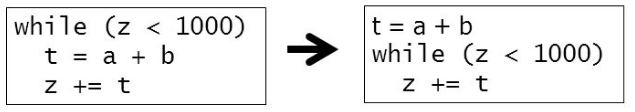 while (z < 1000)
  t = a + b
  z += t
t = a + b
while (z < 1000)
  z += t